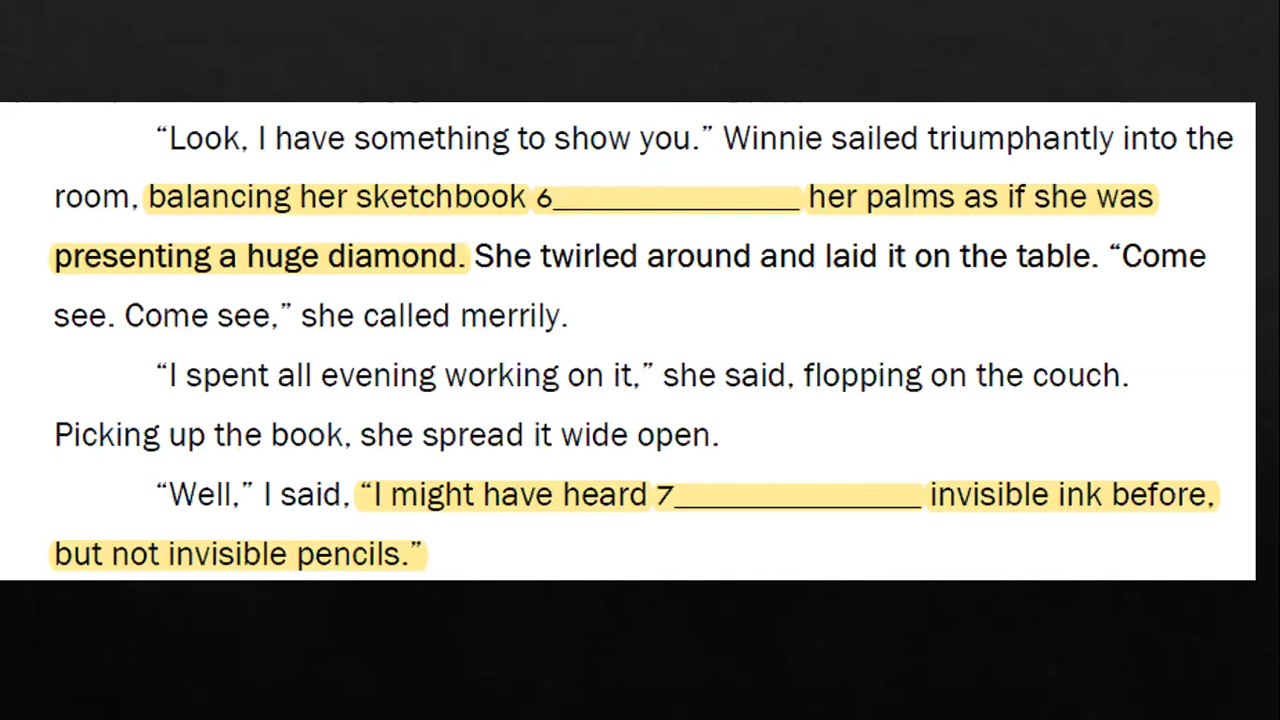 “Look, I have something to show you.” Winnie sailed triumphantly into the
room, balancing her sketchbook 6_______________ her palms as if she was
presenting a huge diamond. She twirled around and laid it on the table. “Come
see. Come see,” she called merrily.
“I spent all evening working on it,” she said, flopping on the couch.
Picking up the book, she spread it wide open.
“Well,” I said, “I might have heard 7_______________ invisible ink before,
but not invisible pencils.”